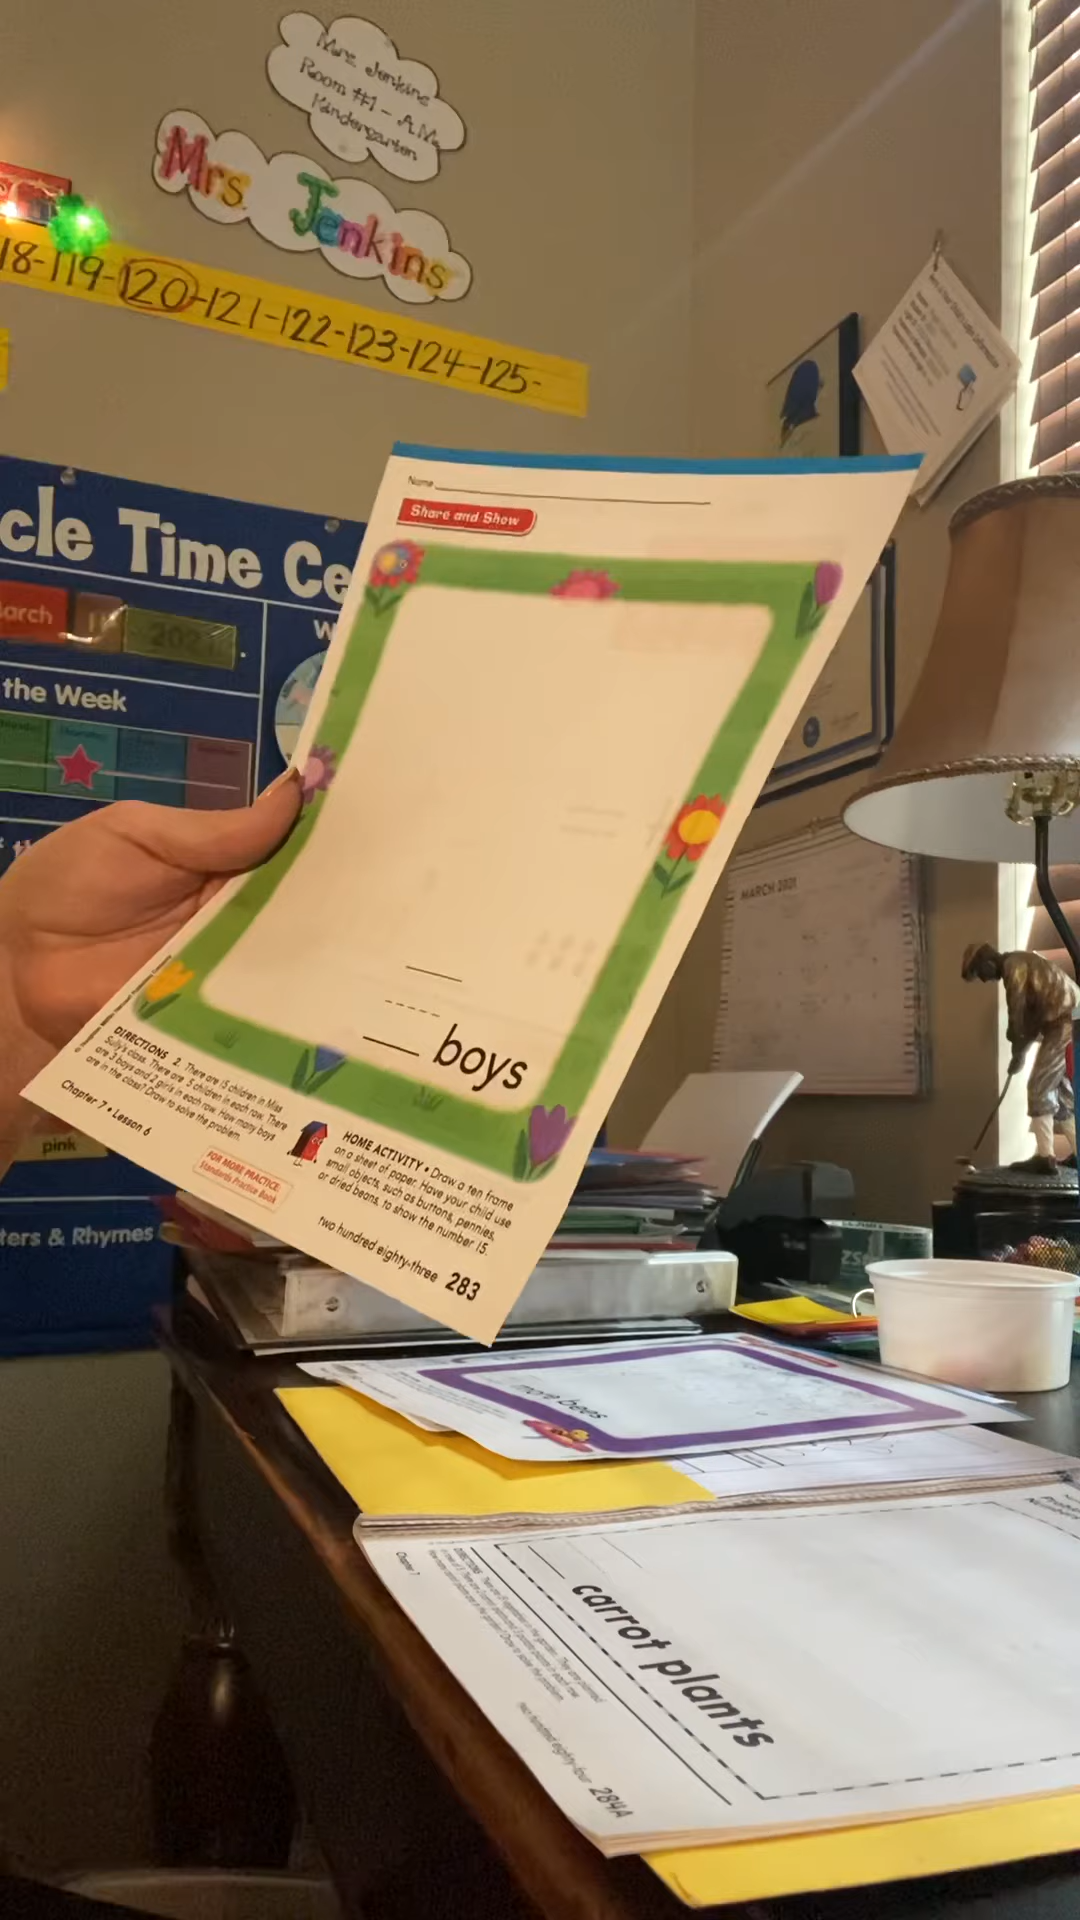 Mrs. Jenkins
Room #1 - A.M.
Kindergarten
Mrs. Jenkins
18-119-120-121-122-123-124-125-
cle Time Ce
arch
11
202
the Week
W
pink
ters & Rhymes
MARCH 2021
Name
Share and Show
boys
DIRECTIONS 2. There are 15 children in Miss
Sully's class. There are 5 children in each row. There
are 3 boys and 2 girls in each row. How many boys
are in the class? Draw to solve the problem.
Chapter 7 • Lesson 6
FOR MORE PRACTICE:
Standards Practice Book
HOME ACTIVITY • Draw a ten frame
on a sheet of paper. Have your child use
small objects, such as buttons, pennies,
or dried beans, to show the number 15.
two hundred eighty-three 283
more bees
carrot plants
Chapter 7
two hundred eighty-four 284A